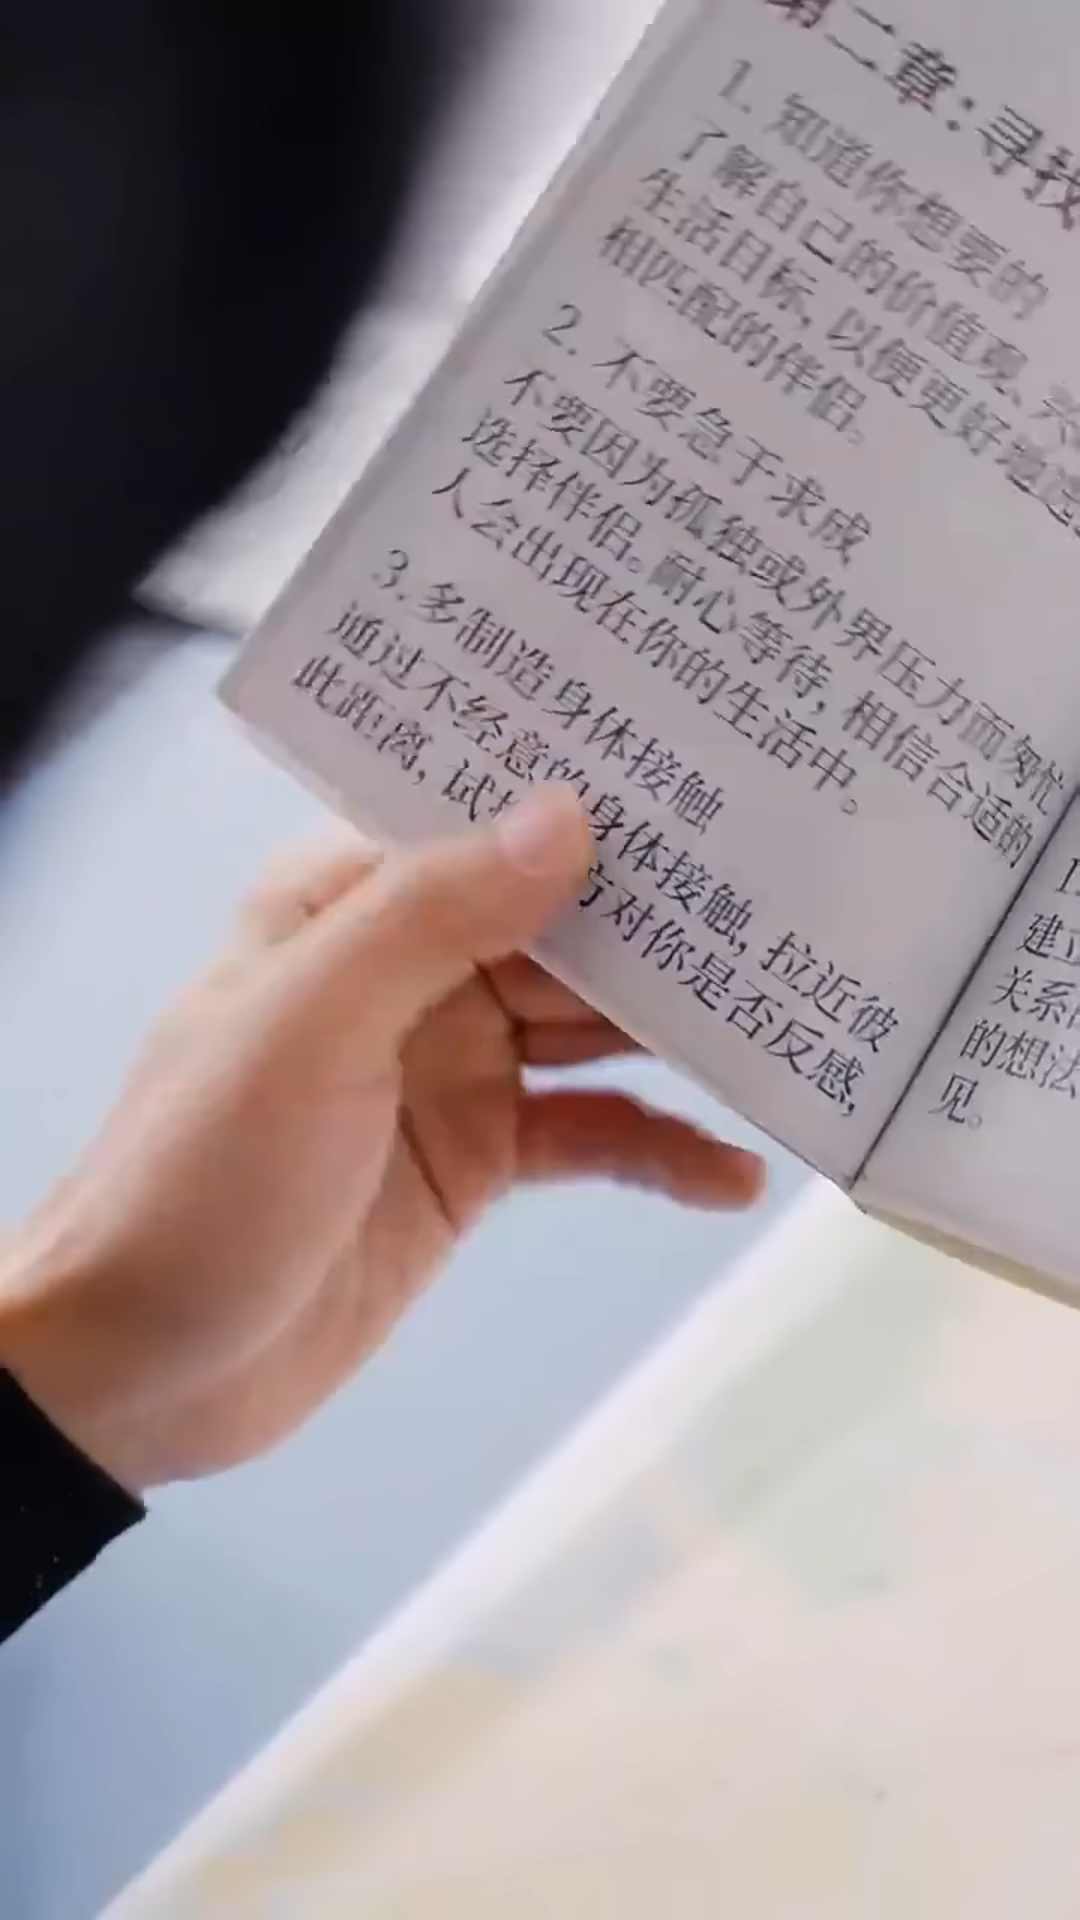 第二章：寻找
1. 知道你想要的
了解自己的价值观、兴
生活目标，以便更好地选
相匹配的伴侣。
2. 不要急于求成
不要因为孤独或外界压力而匆忙
选择伴侣。耐心等待，相信合适的
人会出现在你的生活中。
3.多制造身体接触
通过不经意的身体接触，拉近彼
此距离，试 方对你是否反感，
1.
建立
关系
的想法
见。